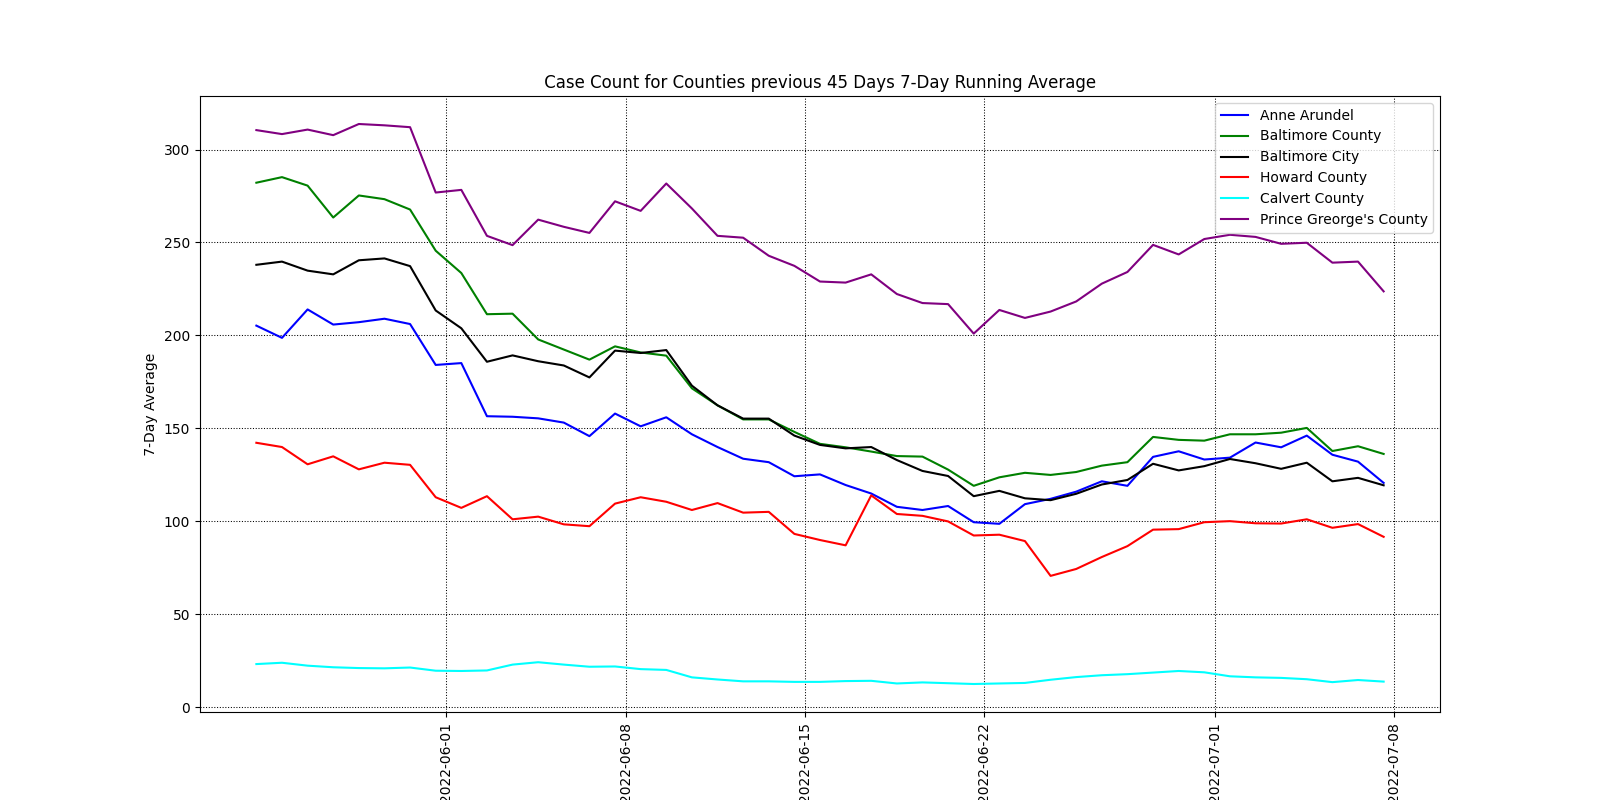 Case Count for Counties previous 45 Days 7-Day Running Average
Anne Arundel
Baltimore County
Baltimore City
Howard County
Calvert County
Prince Greorge's County
7-Day Average
300
250
200
150
100
50
0
2022-06-01
2022-06-08
2022-06-15
2022-06-22
2022-07-01
2022-07-08